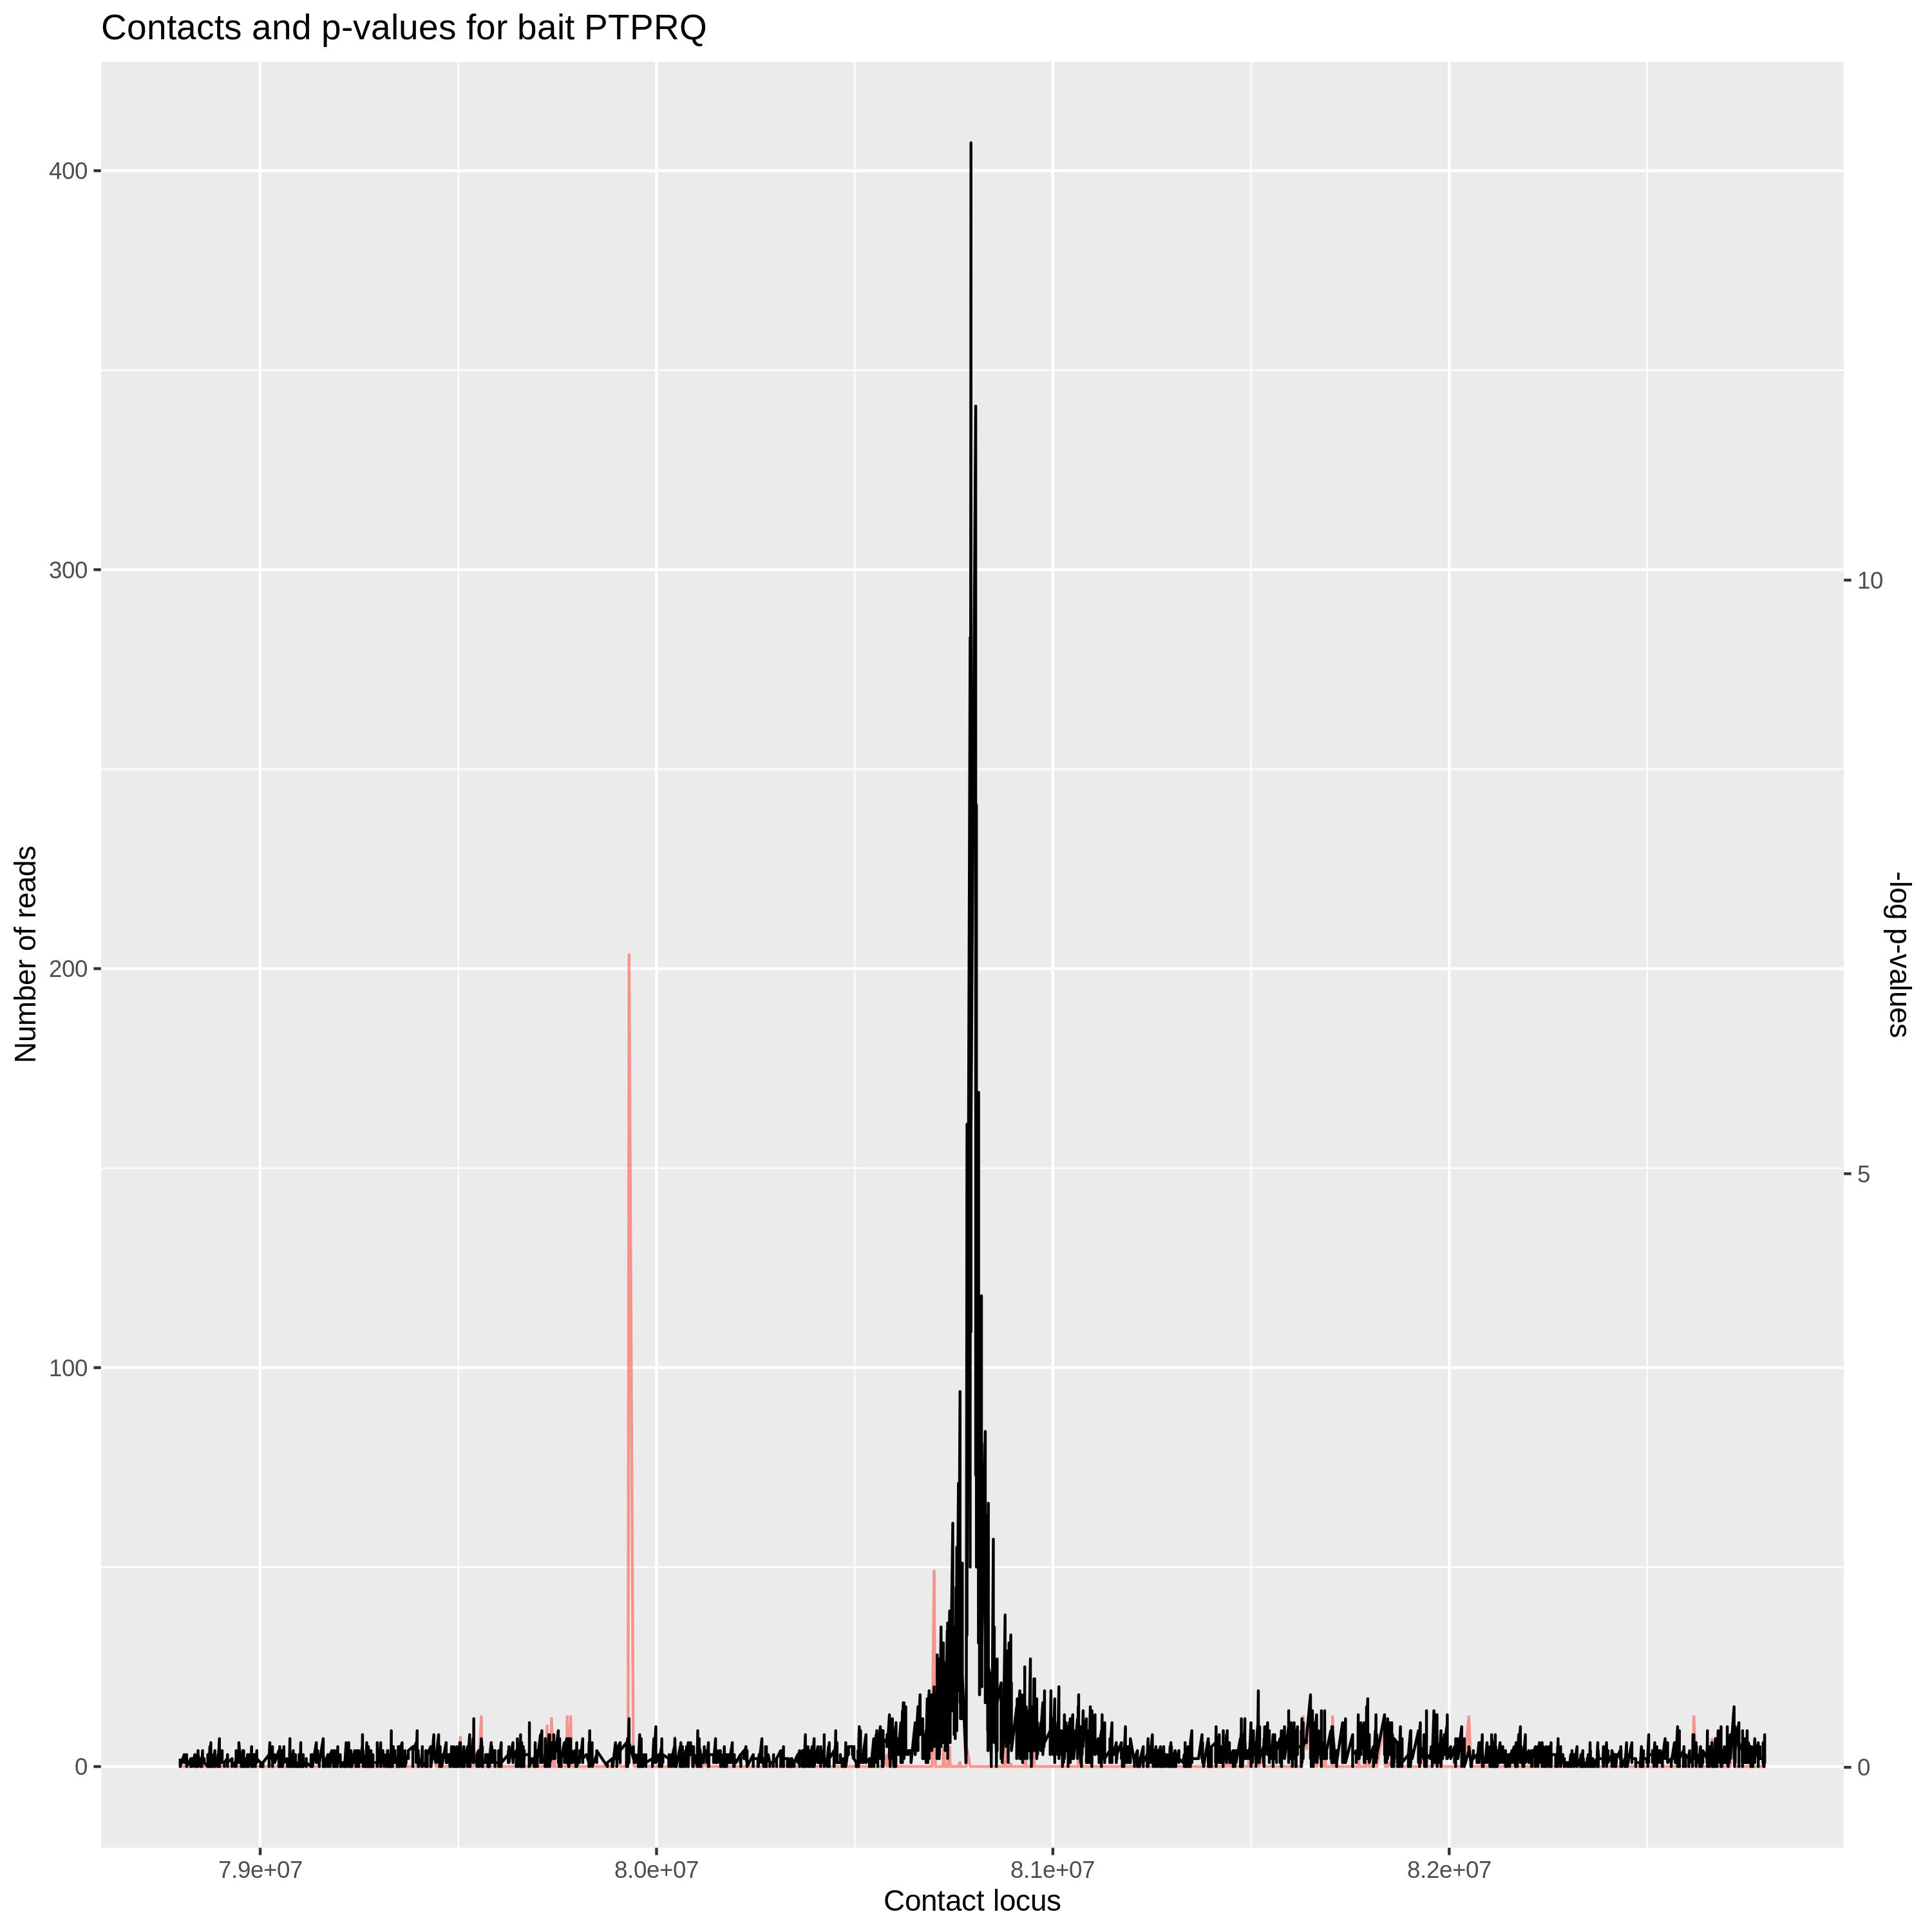 Contacts and p-values for bait PTPRQ
400
300
200
100
0
Number of reads
10
5
0
-log p-values
7.9e+07
8.0e+07
8.1e+07
8.2e+07
Contact locus